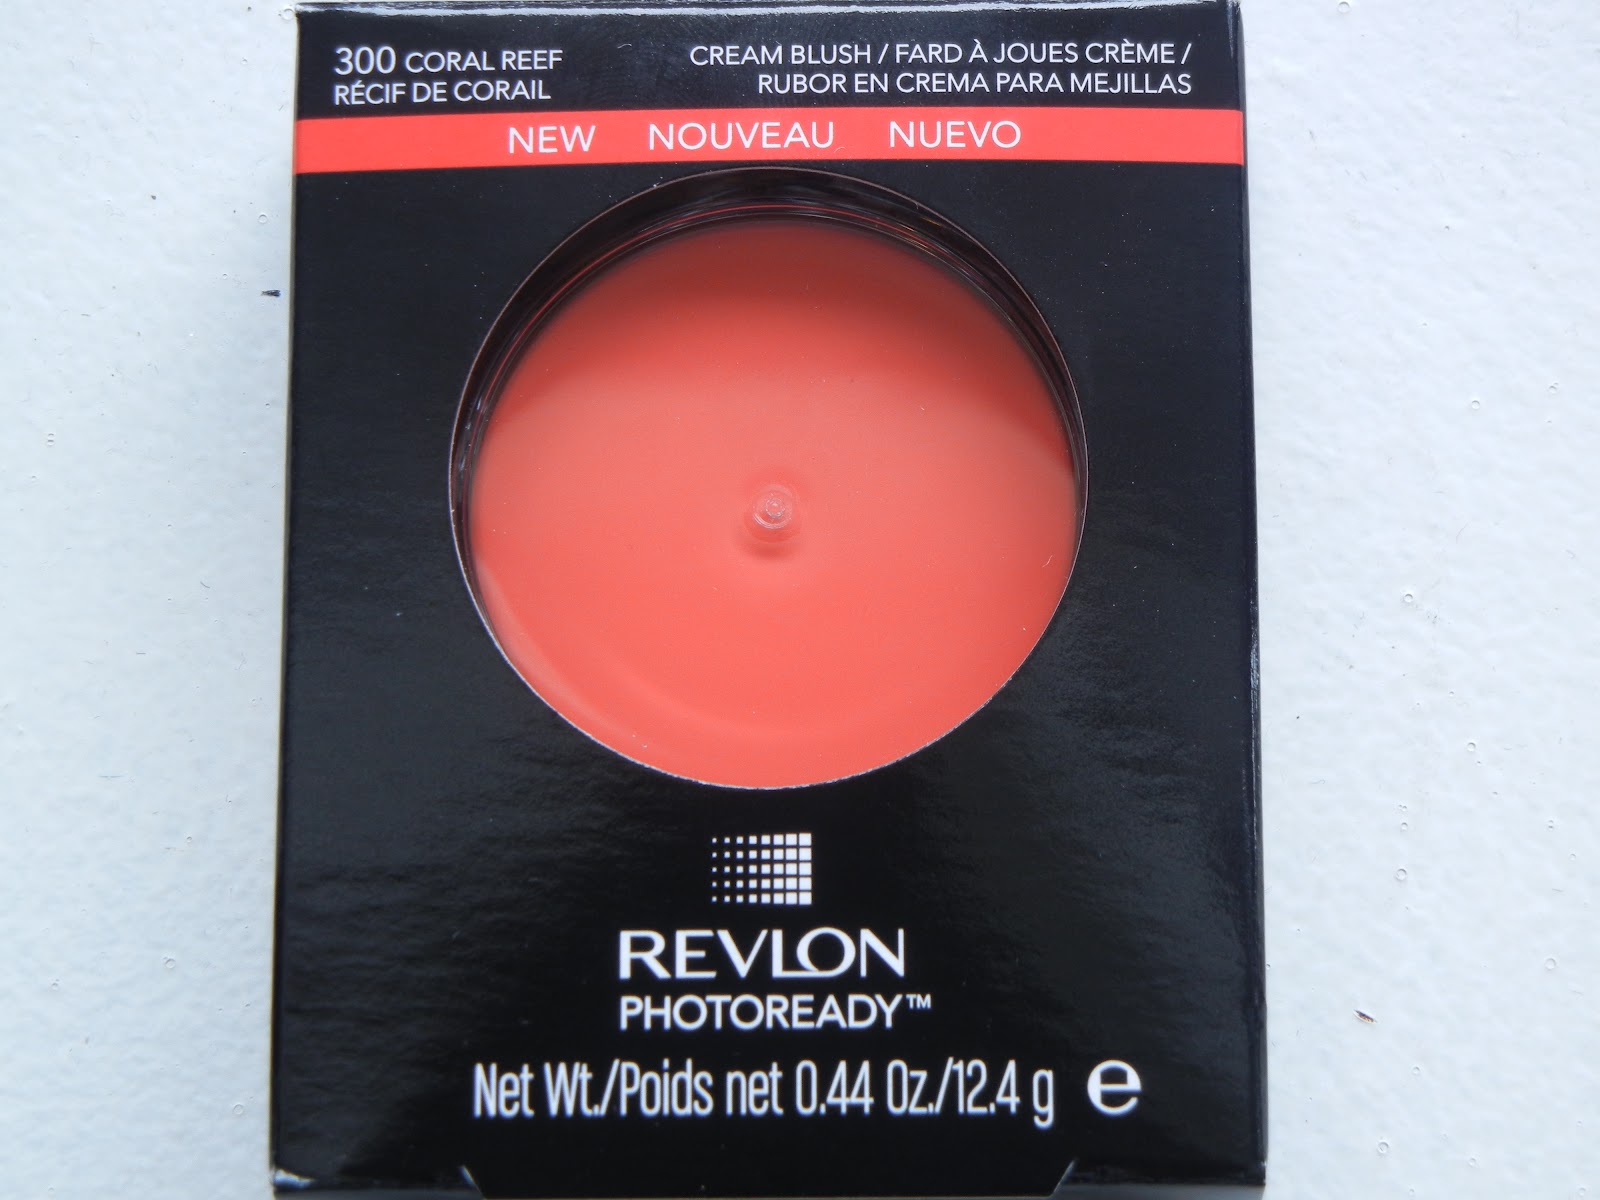 300 CORAL REEF
RÉCIF DE CORAIL
CREAM BLUSH / FARD À JOUES CRÈME /
RUBOR EN CREMA PARA MEJILLAS
NEW NOUVEAU NUEVO
REVLON
PHOTOREADY™
Net Wt./Poids net 0.44 Oz./12.4 g e